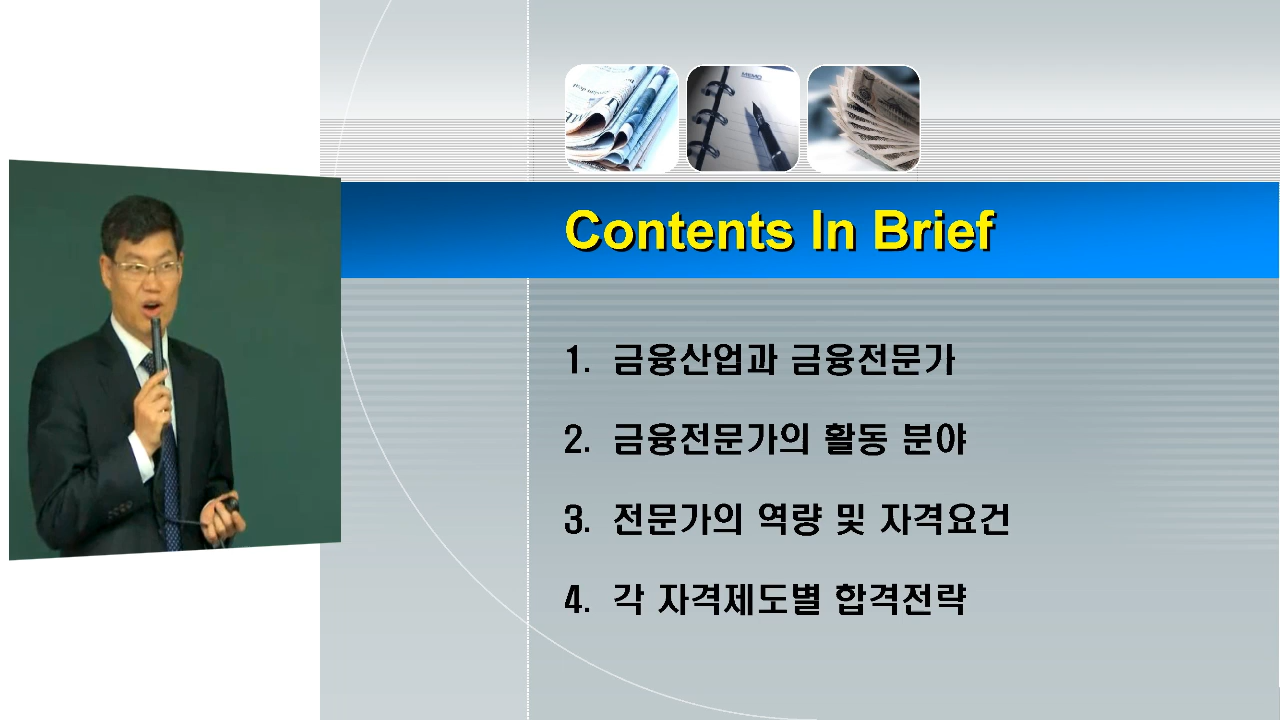 MEMO
Contents In Brief
1. 금융산업과 금융전문가
2. 금융전문가의 활동 분야
3. 전문가의 역량 및 자격요건
4. 각 자격제도별 합격전략